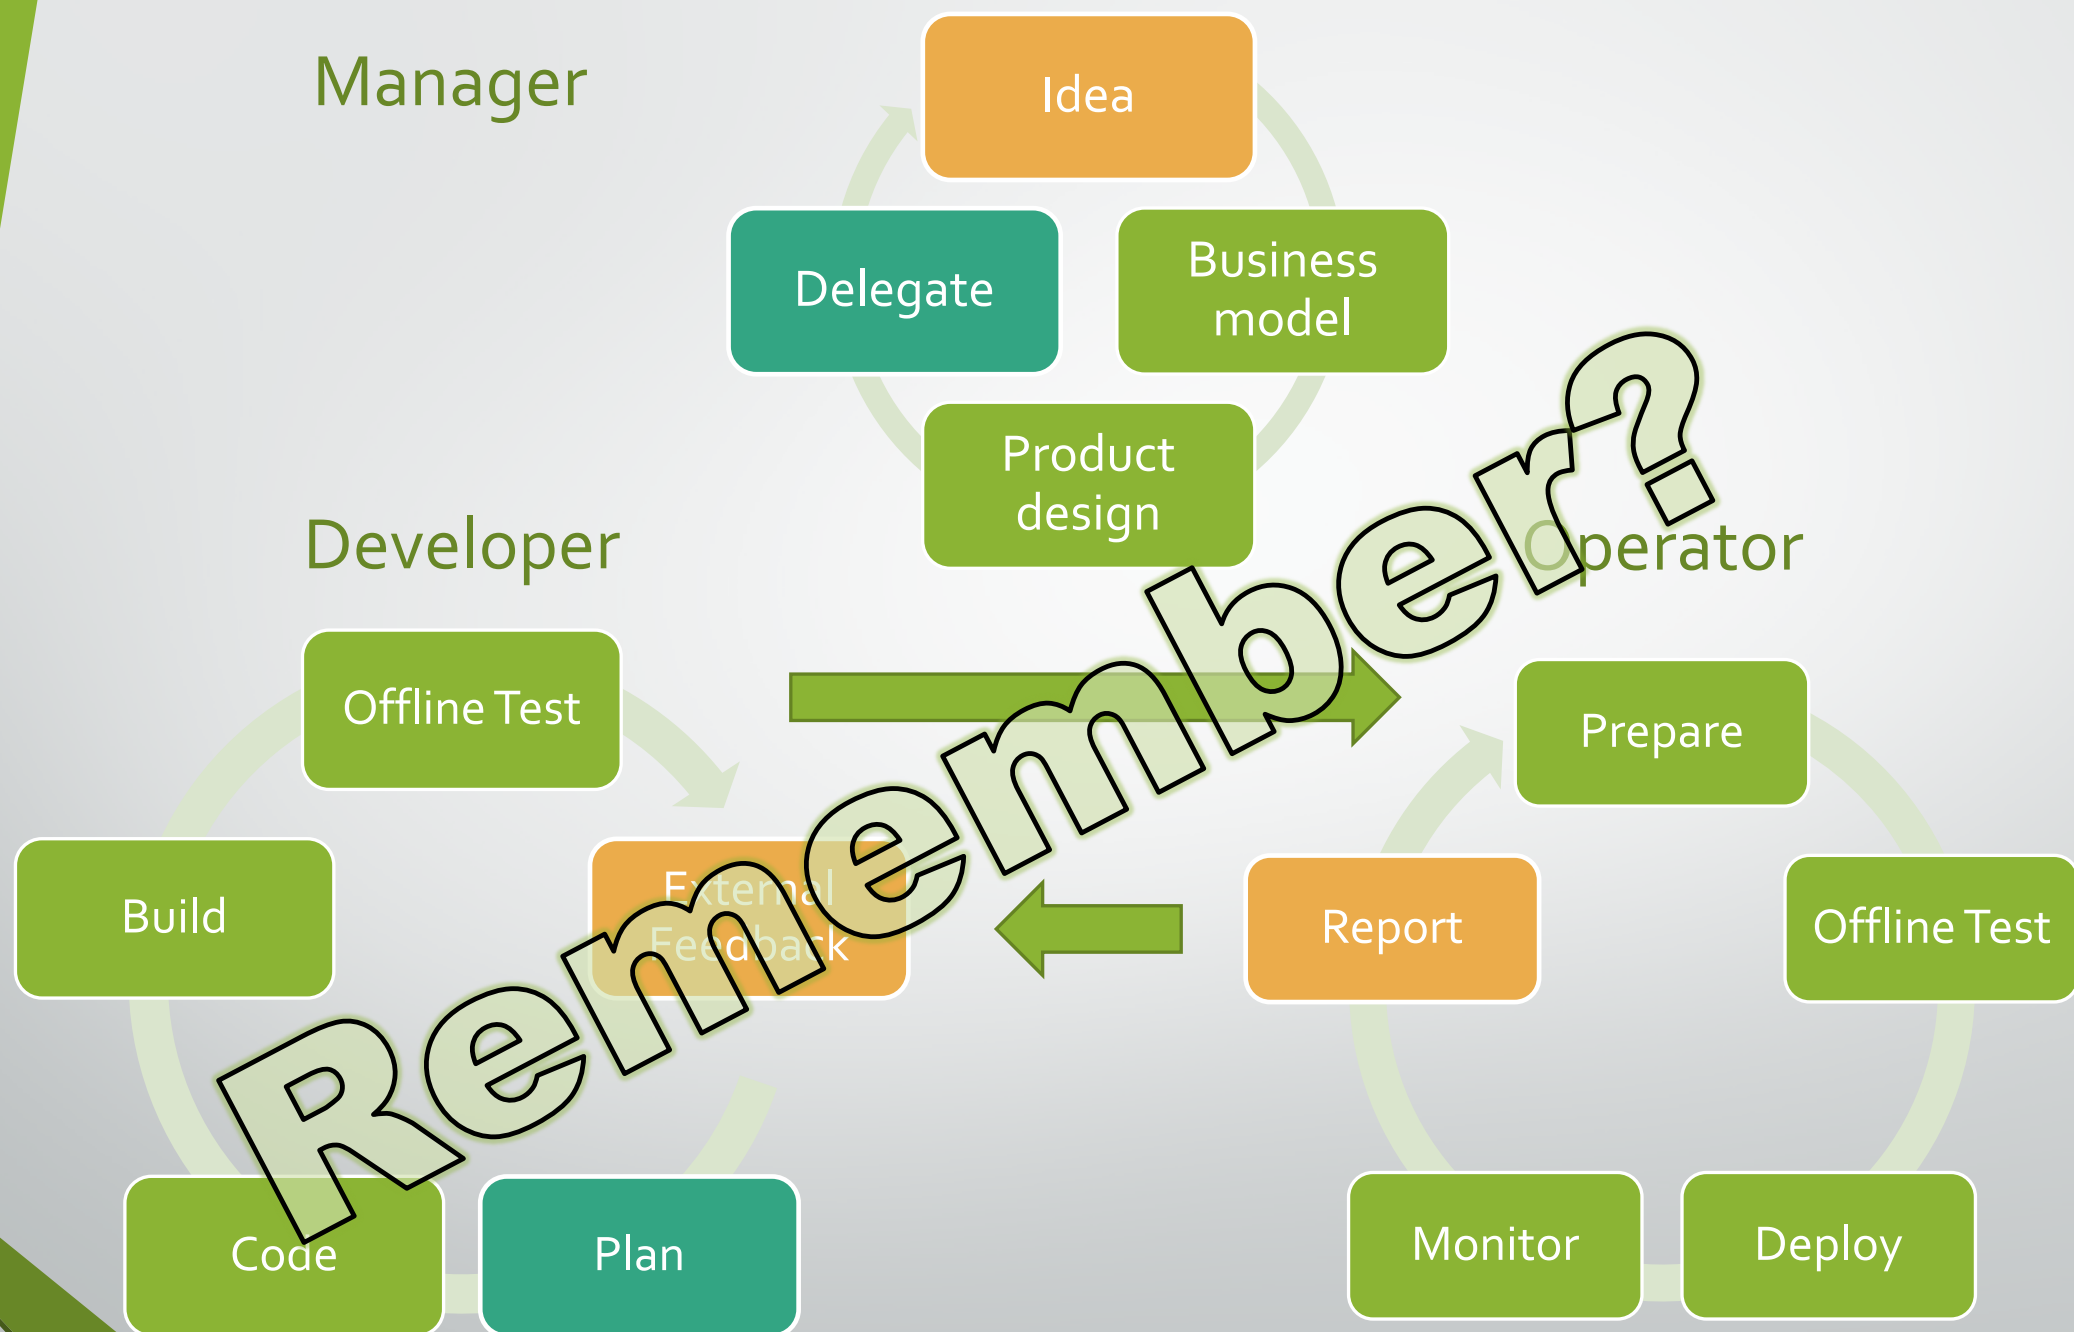 Manager
Idea
Delegate
Business
model
Product
design
Developer
Operator
Offline Test
Prepare
Build
External
Feedback
Report
Offline Test
Code
Plan
Monitor
Deploy
Remember?